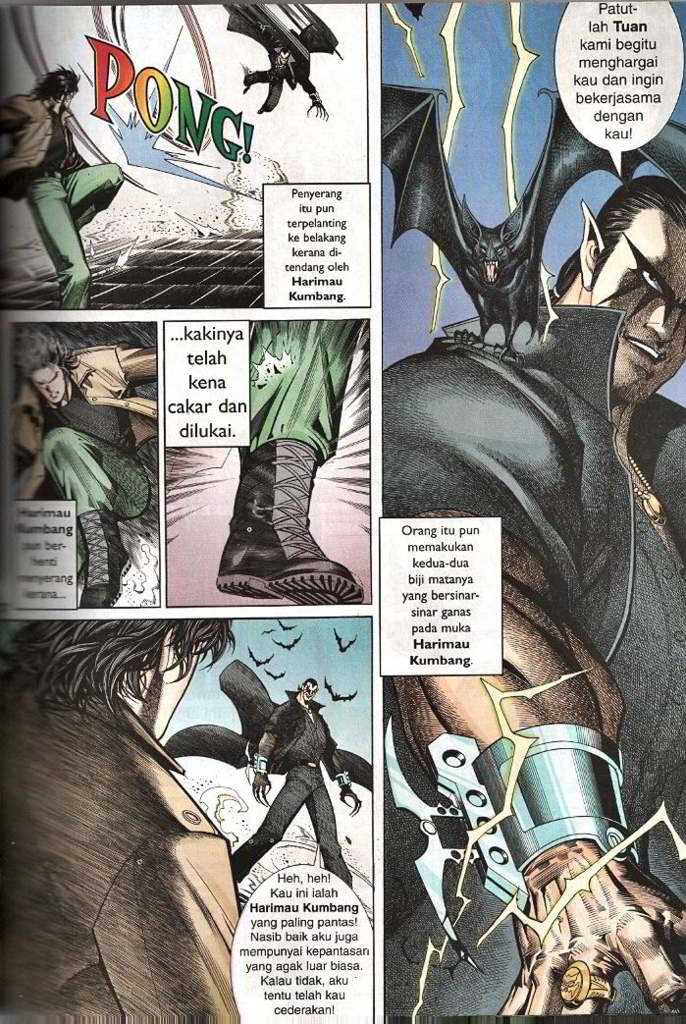 PONG!
Penyerang
itu pun
terpelanting
ke belakang
kerana di-
tendang oleh
Harimau
Kumbang.
Harimau
Kumbang
pun ber-
henti
menyerang
kerana...
...kakinya
telah
kena
cakar dan
dilukai.
Heh, heh!
Kau ini ialah
Harimau Kumbang
yang paling pantas!
Nasib baik aku juga
mempunyai kepantasan
yang agak luar biasa.
Kalau tidak, aku
tentu telah kau
cederakan!
Patut-
lah Tuan
kami begitu
menghargai
kau dan ingin
bekerjasama
dengan
kau!
Orang itu pun
memakukan
kedua-dua
biji matanya
yang bersinar-
sinar ganas
pada muka
Harimau
Kumbang.